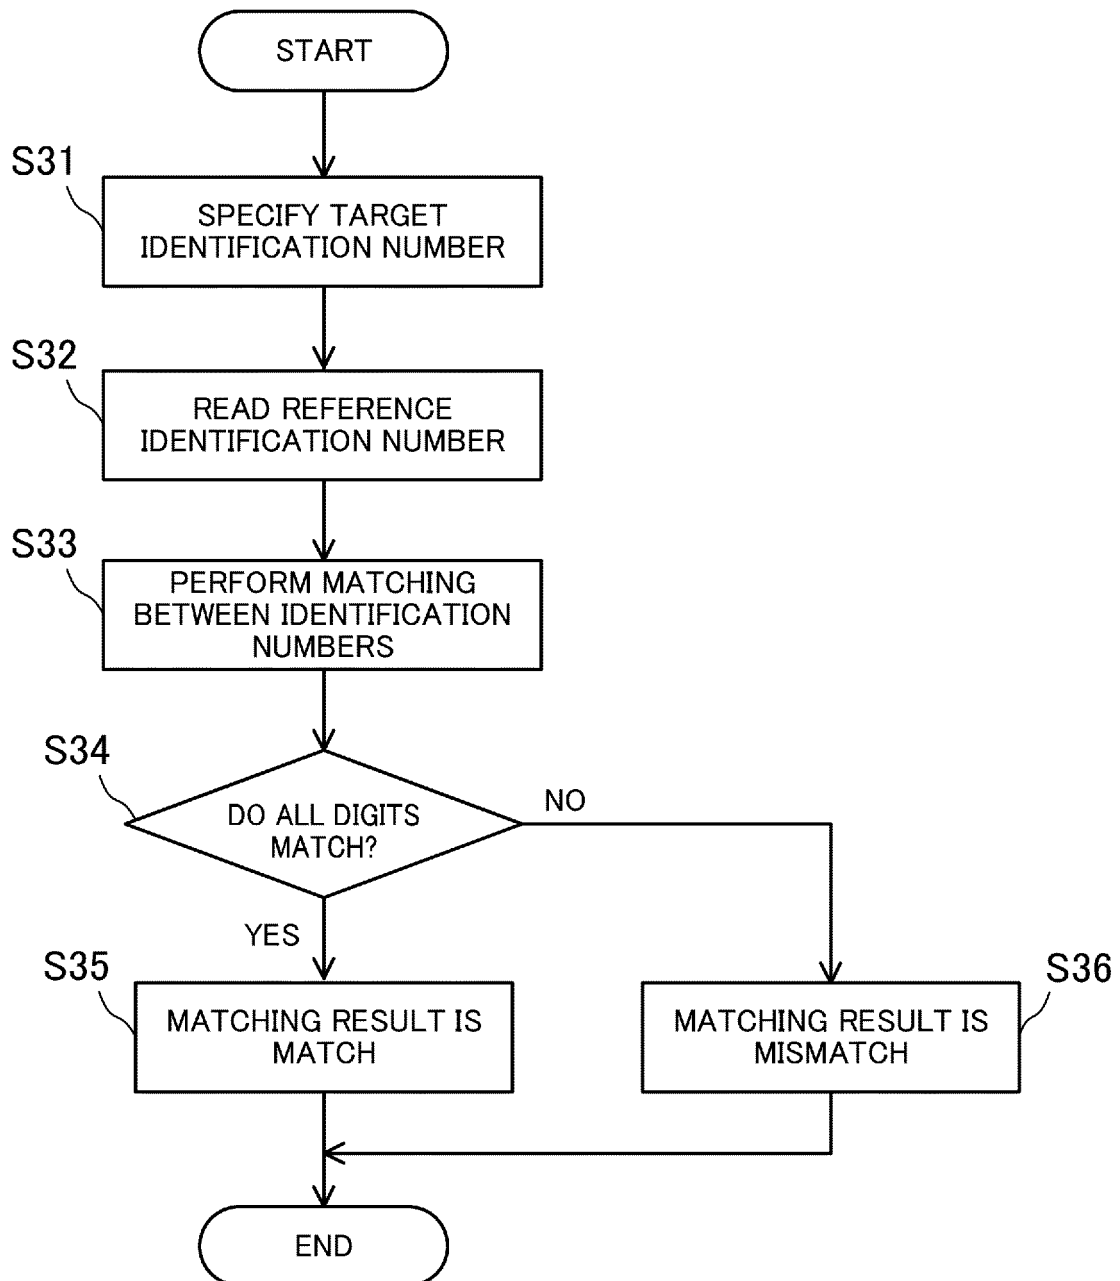 START
S31
SPECIFY TARGET
IDENTIFICATION NUMBER
S32
READ REFERENCE
IDENTIFICATION NUMBER
S33
PERFORM MATCHING
BETWEEN IDENTIFICATION
NUMBERS
S34
DO ALL DIGITS
MATCH?
NO
YES
S35
MATCHING RESULT IS
MATCH
S36
MATCHING RESULT IS
MISMATCH
END